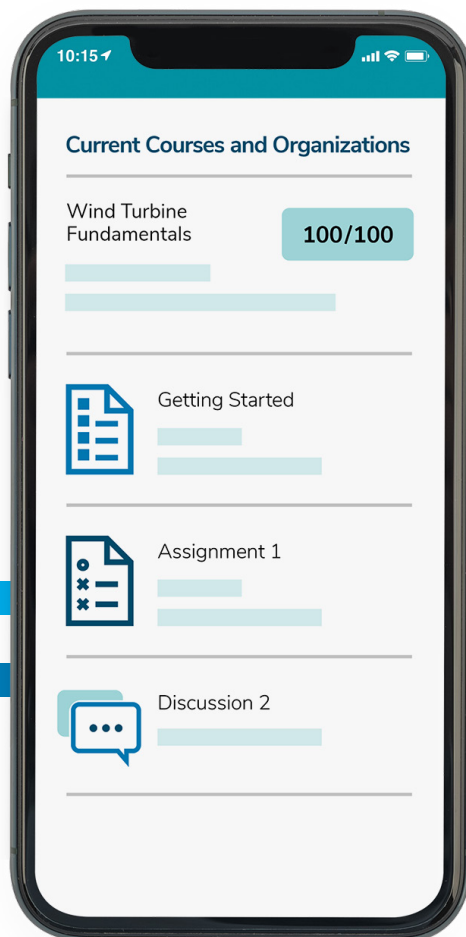 10:15
Current Courses and Organizations
Wind Turbine
Fundamentals
100/100
Getting Started
Assignment 1
Discussion 2